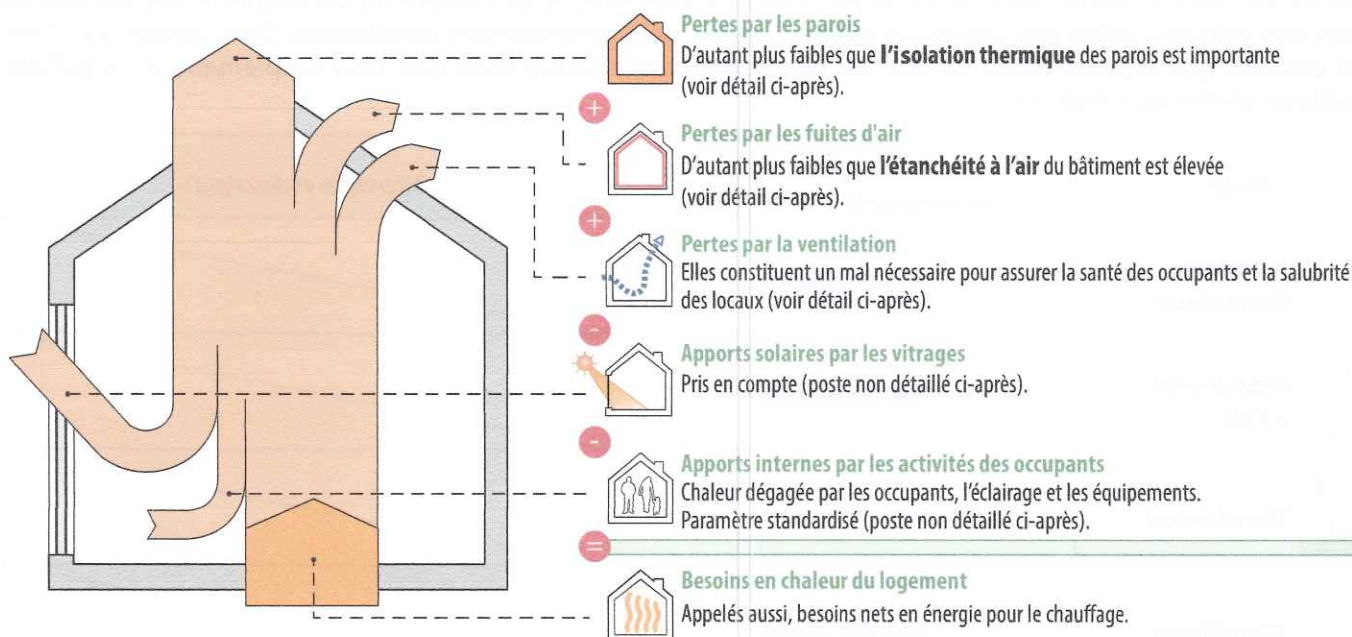 Pertes par les parois
D'autant plus faibles que l'isolation thermique des parois est importante
(voir détail ci-après).
+
Pertes par les fuites d'air
D'autant plus faibles que l'étanchéité à l'air du bâtiment est élevée
(voir détail ci-après).
+
Pertes par la ventilation
Elles constituent un mal nécessaire pour assurer la santé des occupants et la salubrité
des locaux (voir détail ci-après).
-
Apports solaires par les vitrages
Pris en compte (poste non détaillé ci-après).
-
Apports internes par les activités des occupants
Chaleur dégagée par les occupants, l'éclairage et les équipements.
Paramètre standardisé (poste non détaillé ci-après).
=
Besoins en chaleur du logement
Appelés aussi, besoins nets en énergie pour le chauffage.